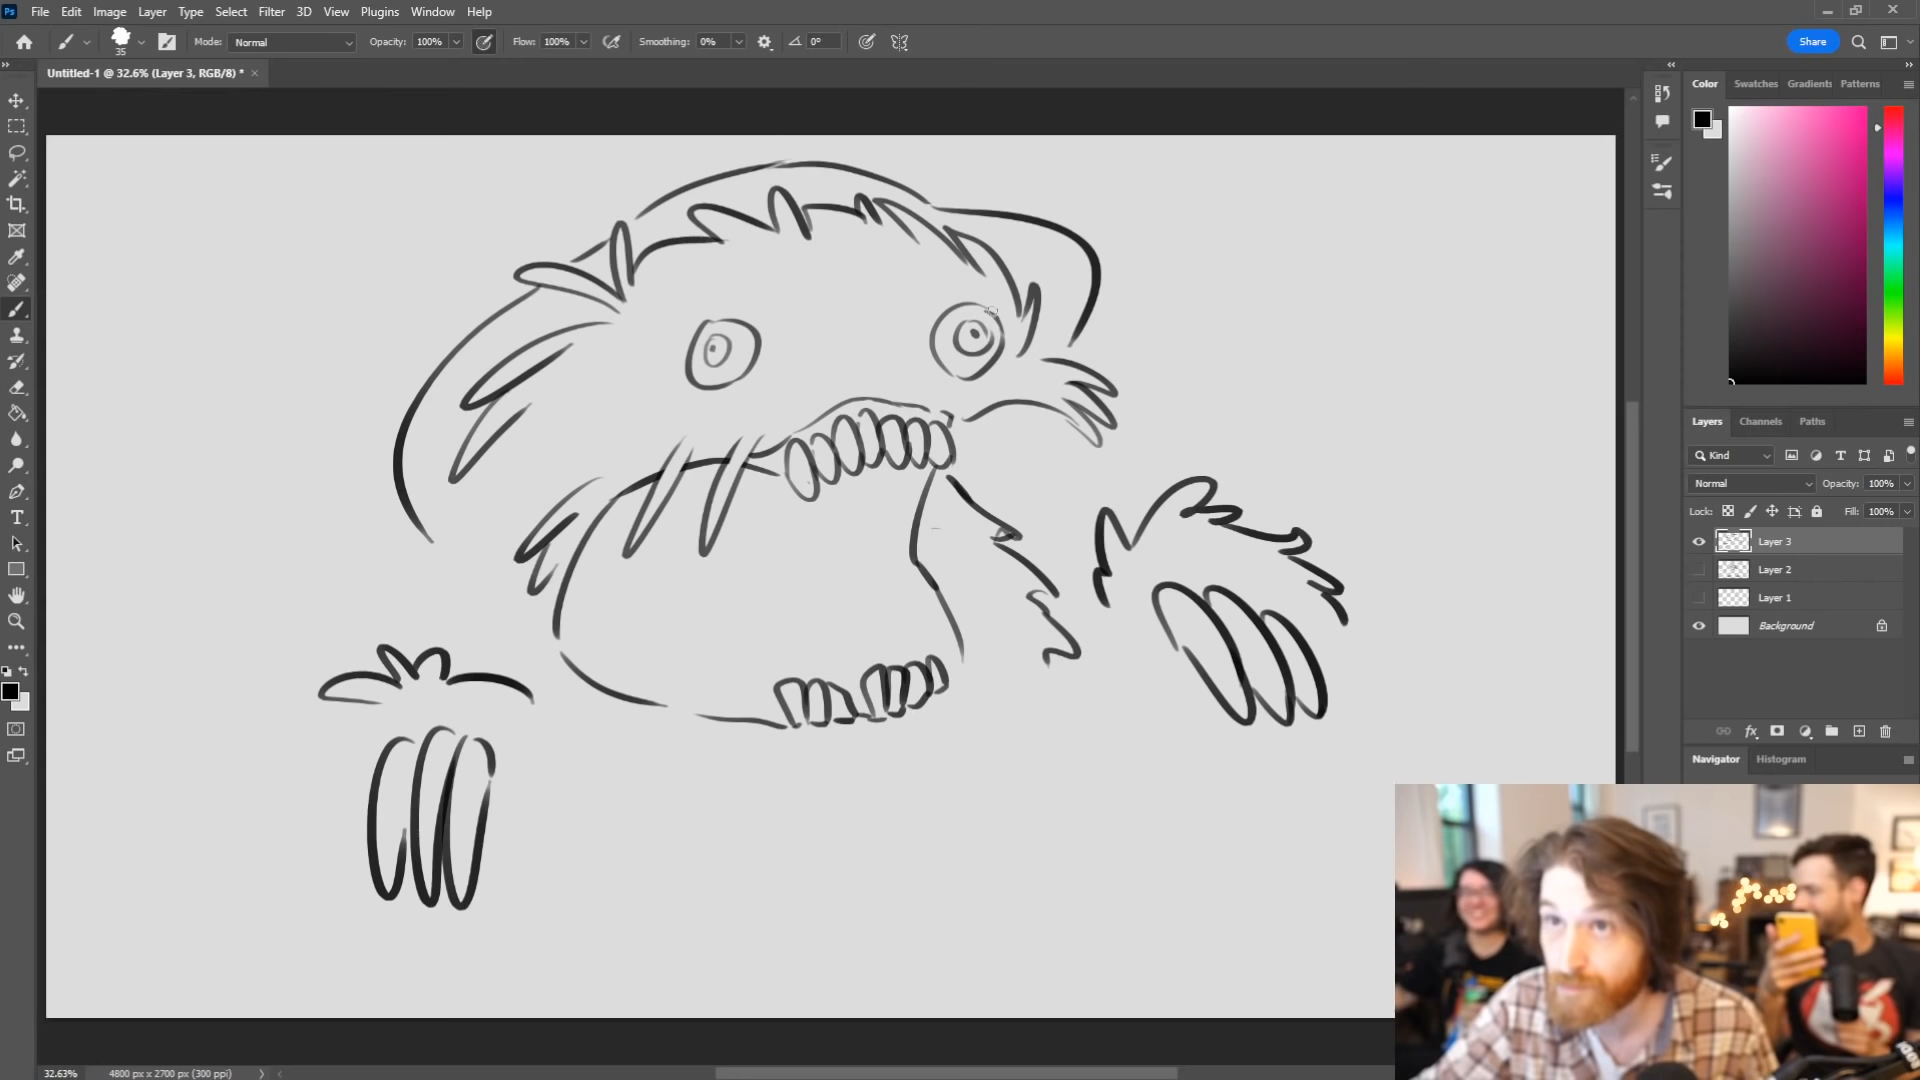 Ps File Edit Image Layer Type Select Filter 3D View Plugins Window Help
35 Mode: Normal Opacity: 100% Flow: 100% Smoothing: 0% 0° Share
Untitled-1 @ 32.6% (Layer 3, RGB/8) * ×
Color Swatches Gradients Patterns
Layers Channels Paths
Kind
Normal Opacity: 100%
Lock: Fill: 100%
Layer 3
Layer 2
Layer 1
Background
fx
Navigator Histogram
32.63% 4800 px x 2700 px (300 ppi)